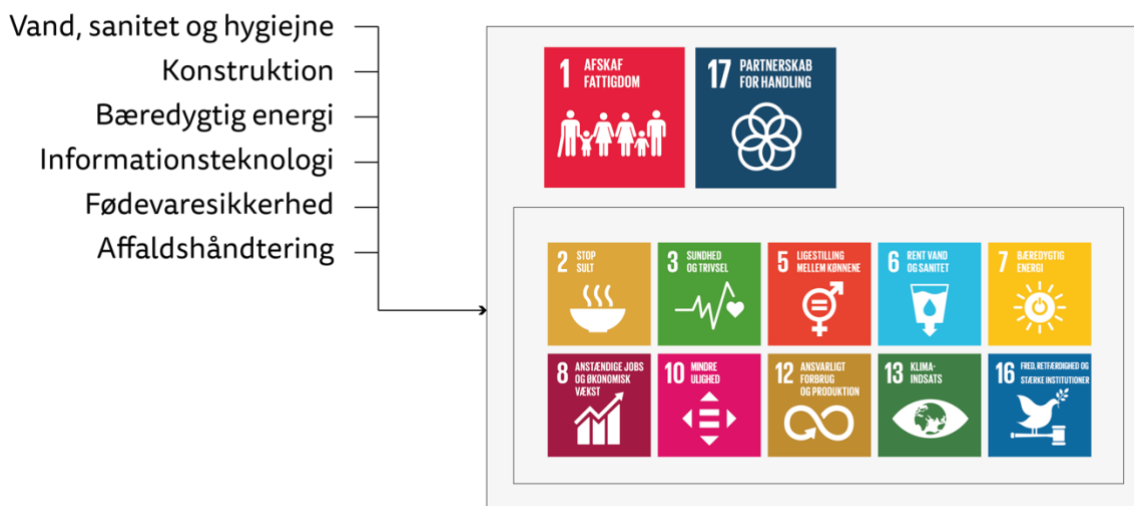 Vand, sanitet og hygiejne
Konstruktion
Bæredygtig energi
Informationsteknologi
Fødevaresikkerhed
Affaldshåndtering
1 AFSKAF
FATTIGDOM
17 PARTNERSKAB
FOR HANDLING
2 STOP
SULT
3 SUNDHED
OG TRIVSEL
5 LIGESTILLING
MELLEM KØNNENE
6 RENT VAND
OG SANITET
7 BÆREDYGTIG
ENERGI
8 ANSTÆNDIGE JOBS
OG ØKONOMISK
VÆKST
10 MINDRE
ULIGHED
12 ANSVARLIGT
FORBRUG
OG PRODUKTION
13 KLIMA-
INDSATS
16 FRED, RETFÆRDIGHED OG
STÆRKE INSTITUTIONER